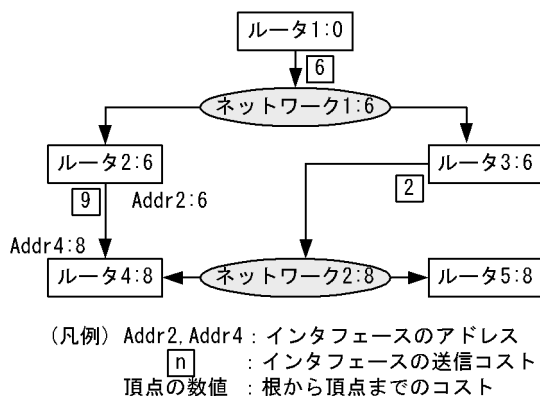 ルータ1:0
6
ネットワーク1:6
ルータ2:6
ルータ3:6
9
Addr2:6
2
Addr4:8
ルータ4:8
ネットワーク2:8
ルータ5:8
(凡例) Addr2, Addr4 : インタフェースのアドレス
n : インタフェースの送信コスト
頂点の数値 : 根から頂点までのコスト